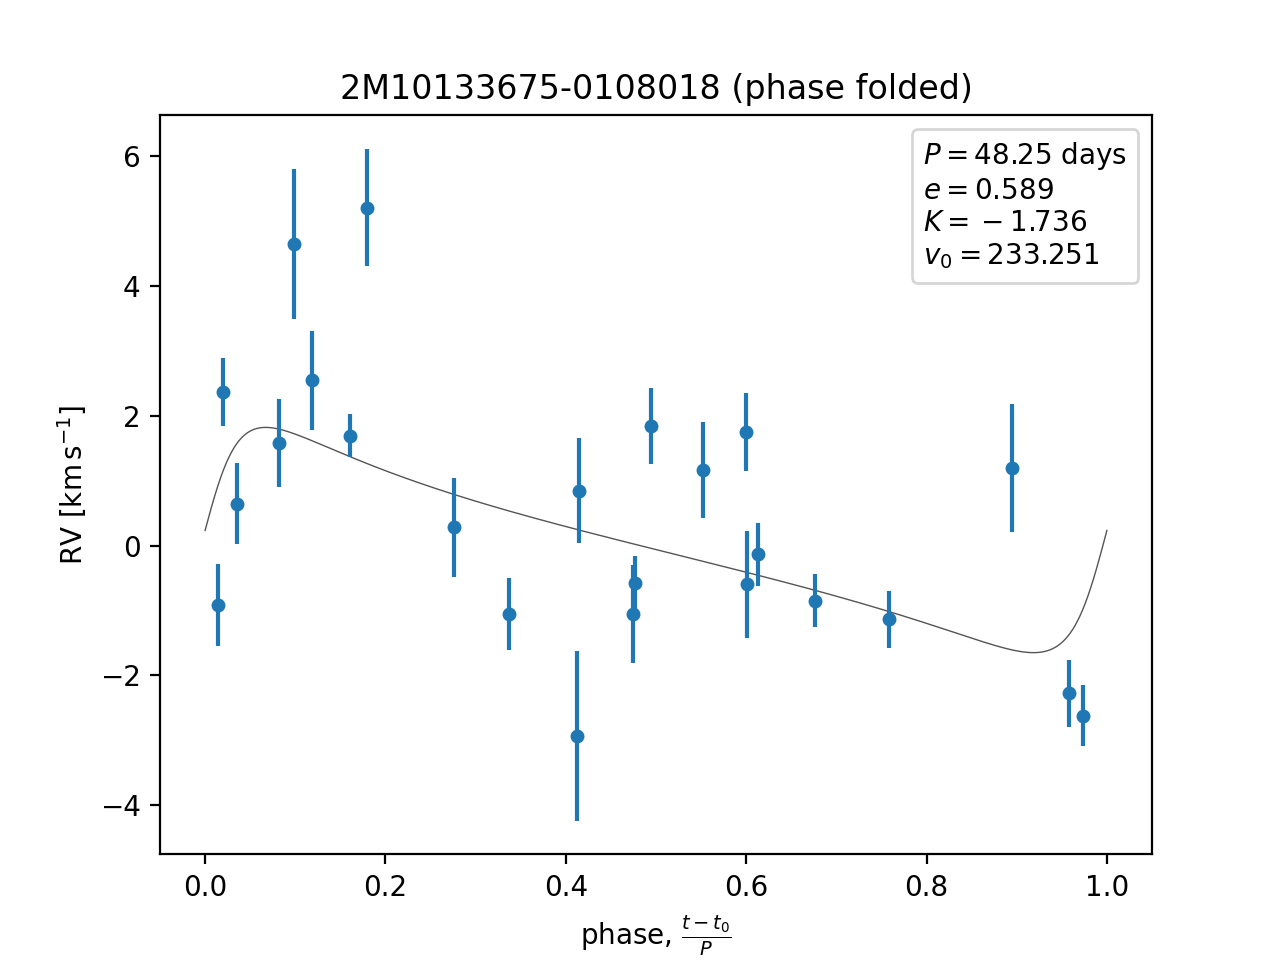 2M10133675-0108018 (phase folded)
P = 48.25 days
e = 0.589
K = −1.736
v₀ = 233.251
RV [km s⁻¹]
6
4
2
0
−2
−4
0.0 0.2 0.4 0.6 0.8 1.0
phase, (t − t₀)/P